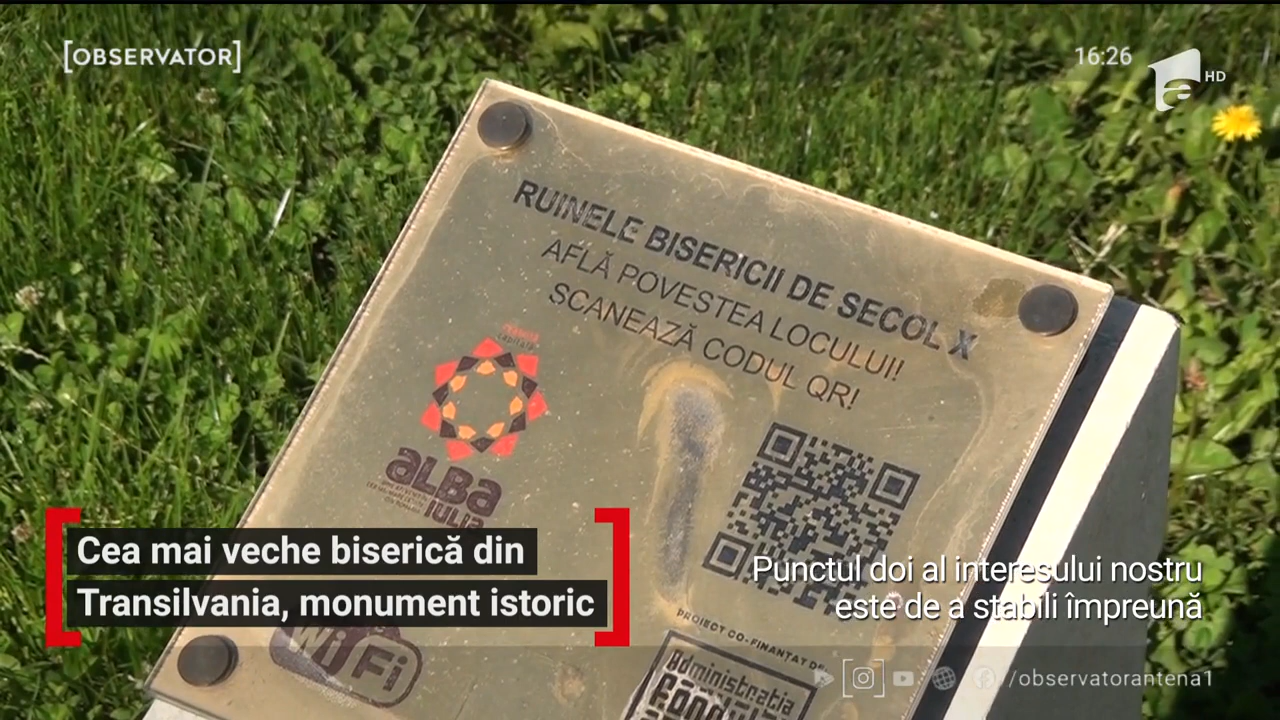 [OBSERVATOR]
16:26
HD
RUINELE BISERICII DE SECOL X
AFLĂ POVESTEA LOCULUI!
SCANEAZĂ CODUL QR!
aLBa
IULIa
Cea mai veche biserică din
Transilvania, monument istoric
Punctul doi al interesului nostru
este de a stabili împreună
WiFi
PROIECT CO-FINANȚAT DE
Administrația
Fondului
/observatorantena1